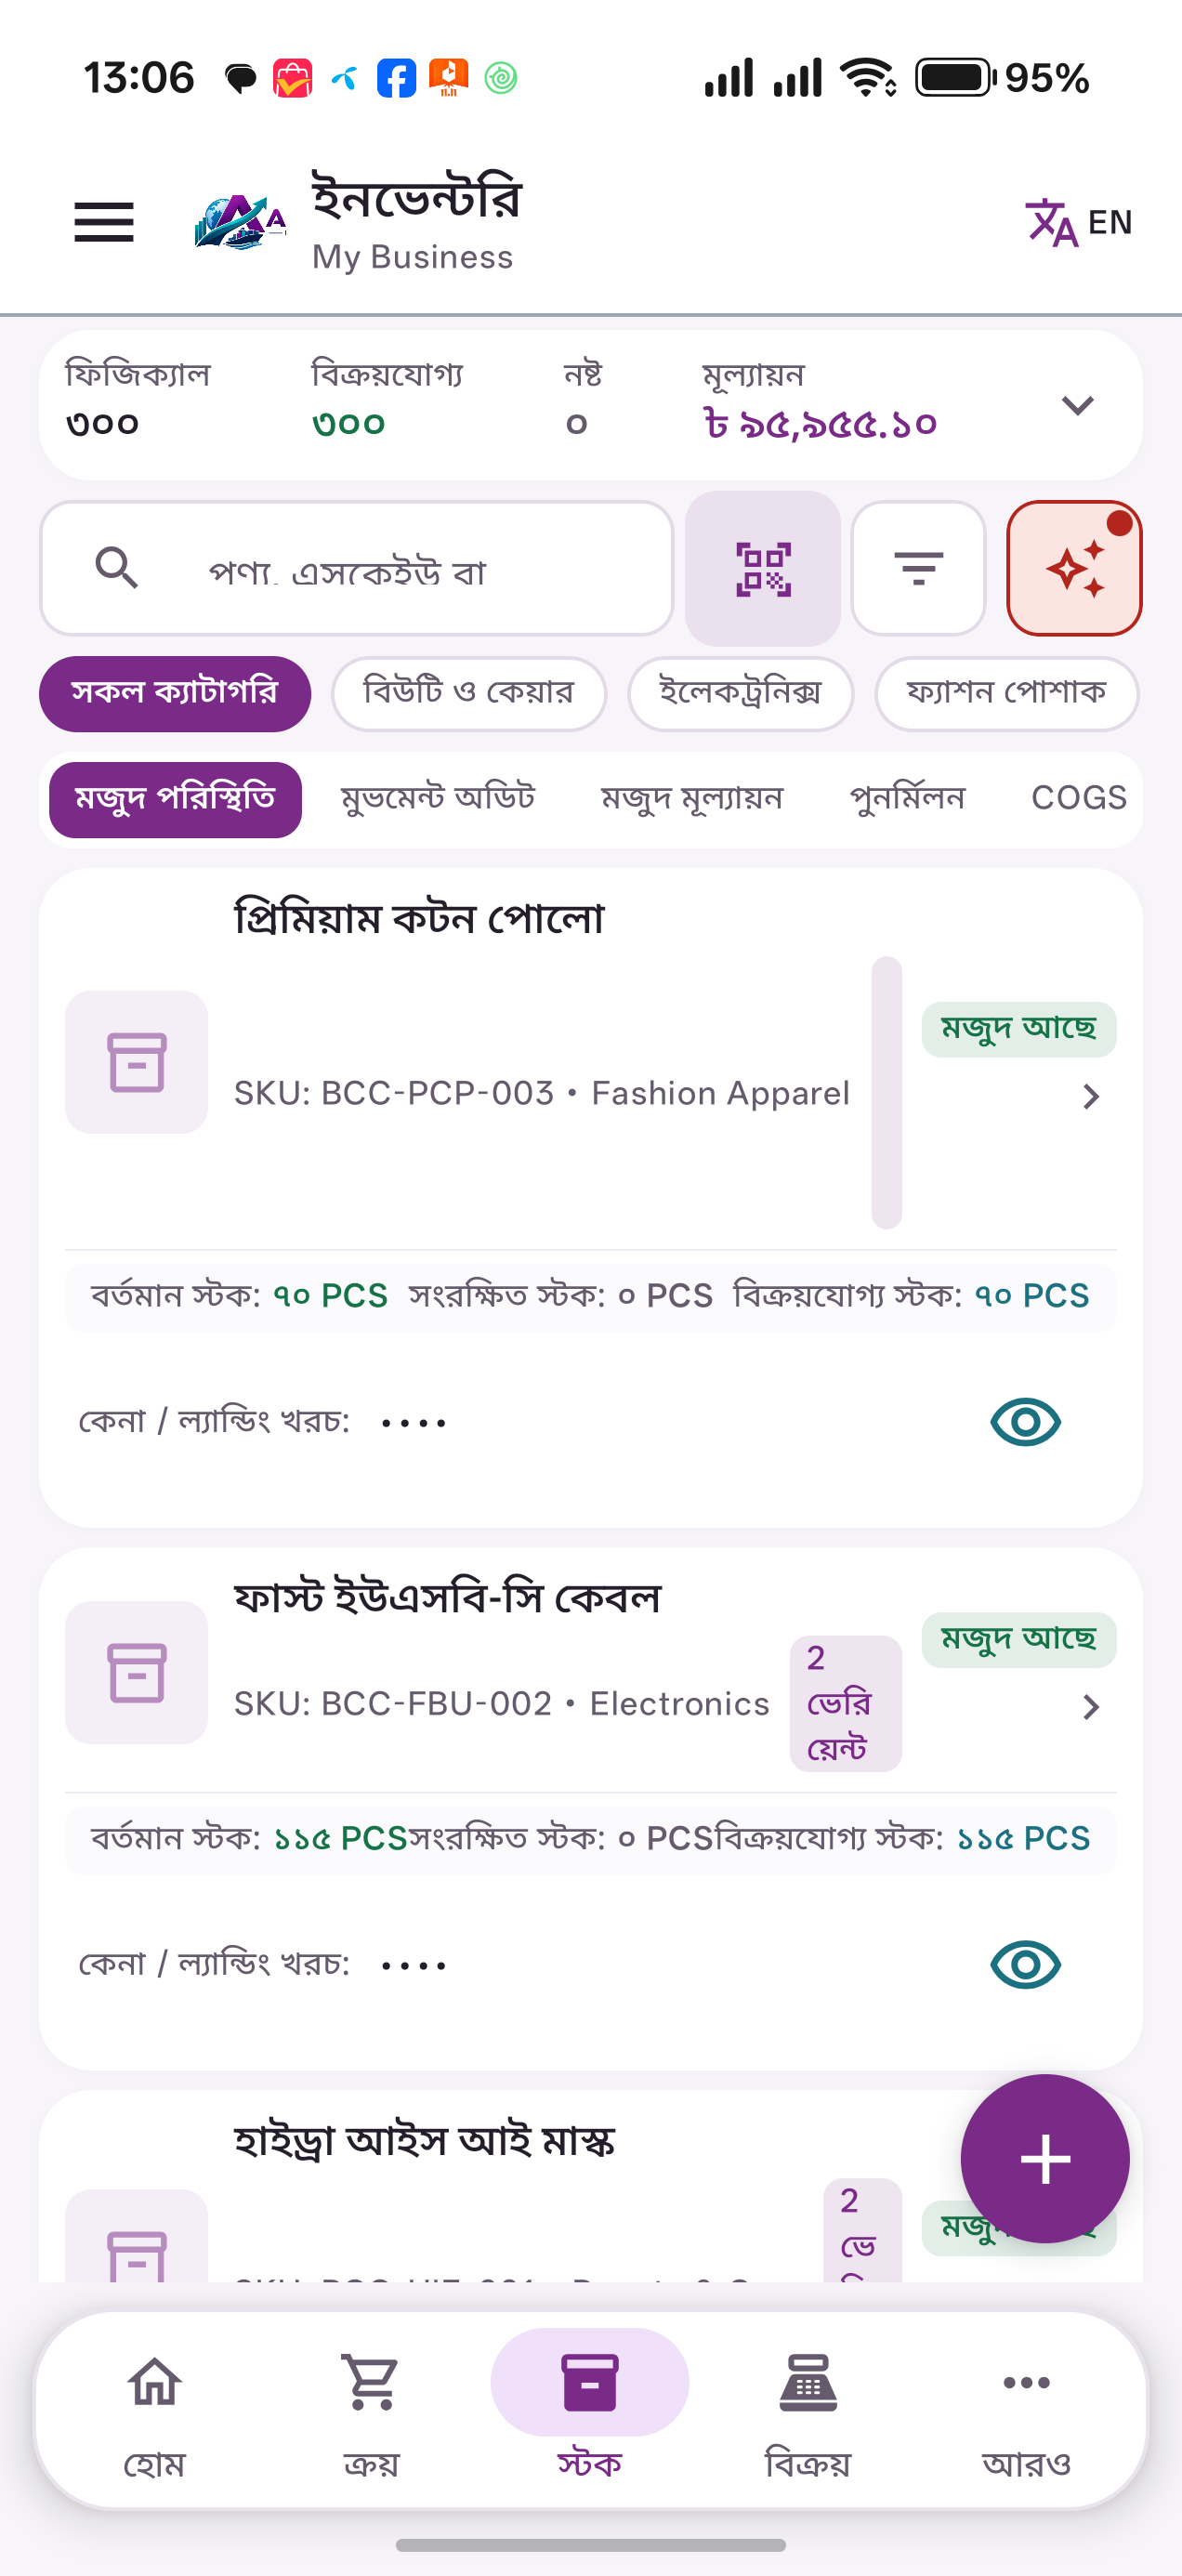 13:06
95%
ইনভেন্টরি
My Business
EN
ফিজিক্যাল বিক্রয়যোগ্য নষ্ট মূল্যায়ন
৩০০ ৩০০ ০ ৳ ৯৫,৯৫৫.১০
পণ্য, এসকেইউ বা
সকল ক্যাটাগরি বিউটি ও কেয়ার ইলেকট্রনিক্স ফ্যাশন পোশাক
মজুদ পরিস্থিতি মুভমেন্ট অডিট মজুদ মূল্যায়ন পুনর্মিলন COGS
প্রিমিয়াম কটন পোলো
মজুদ আছে
SKU: BCC-PCP-003 • Fashion Apparel
বর্তমান স্টক: ৭০ PCS সংরক্ষিত স্টক: ০ PCS বিক্রয়যোগ্য স্টক: ৭০ PCS
কেনা / ল্যান্ডিং খরচ: ••••
ফাস্ট ইউএসবি-সি কেবল
মজুদ আছে
SKU: BCC-FBU-002 • Electronics
2
ভেরি
য়েন্ট
বর্তমান স্টক: ১১৫ PCSসংরক্ষিত স্টক: ০ PCSবিক্রয়যোগ্য স্টক: ১১৫ PCS
কেনা / ল্যান্ডিং খরচ: ••••
হাইড্রা আইস আই মাস্ক
2
ভে
হোম ক্রয় স্টক বিক্রয় আরও